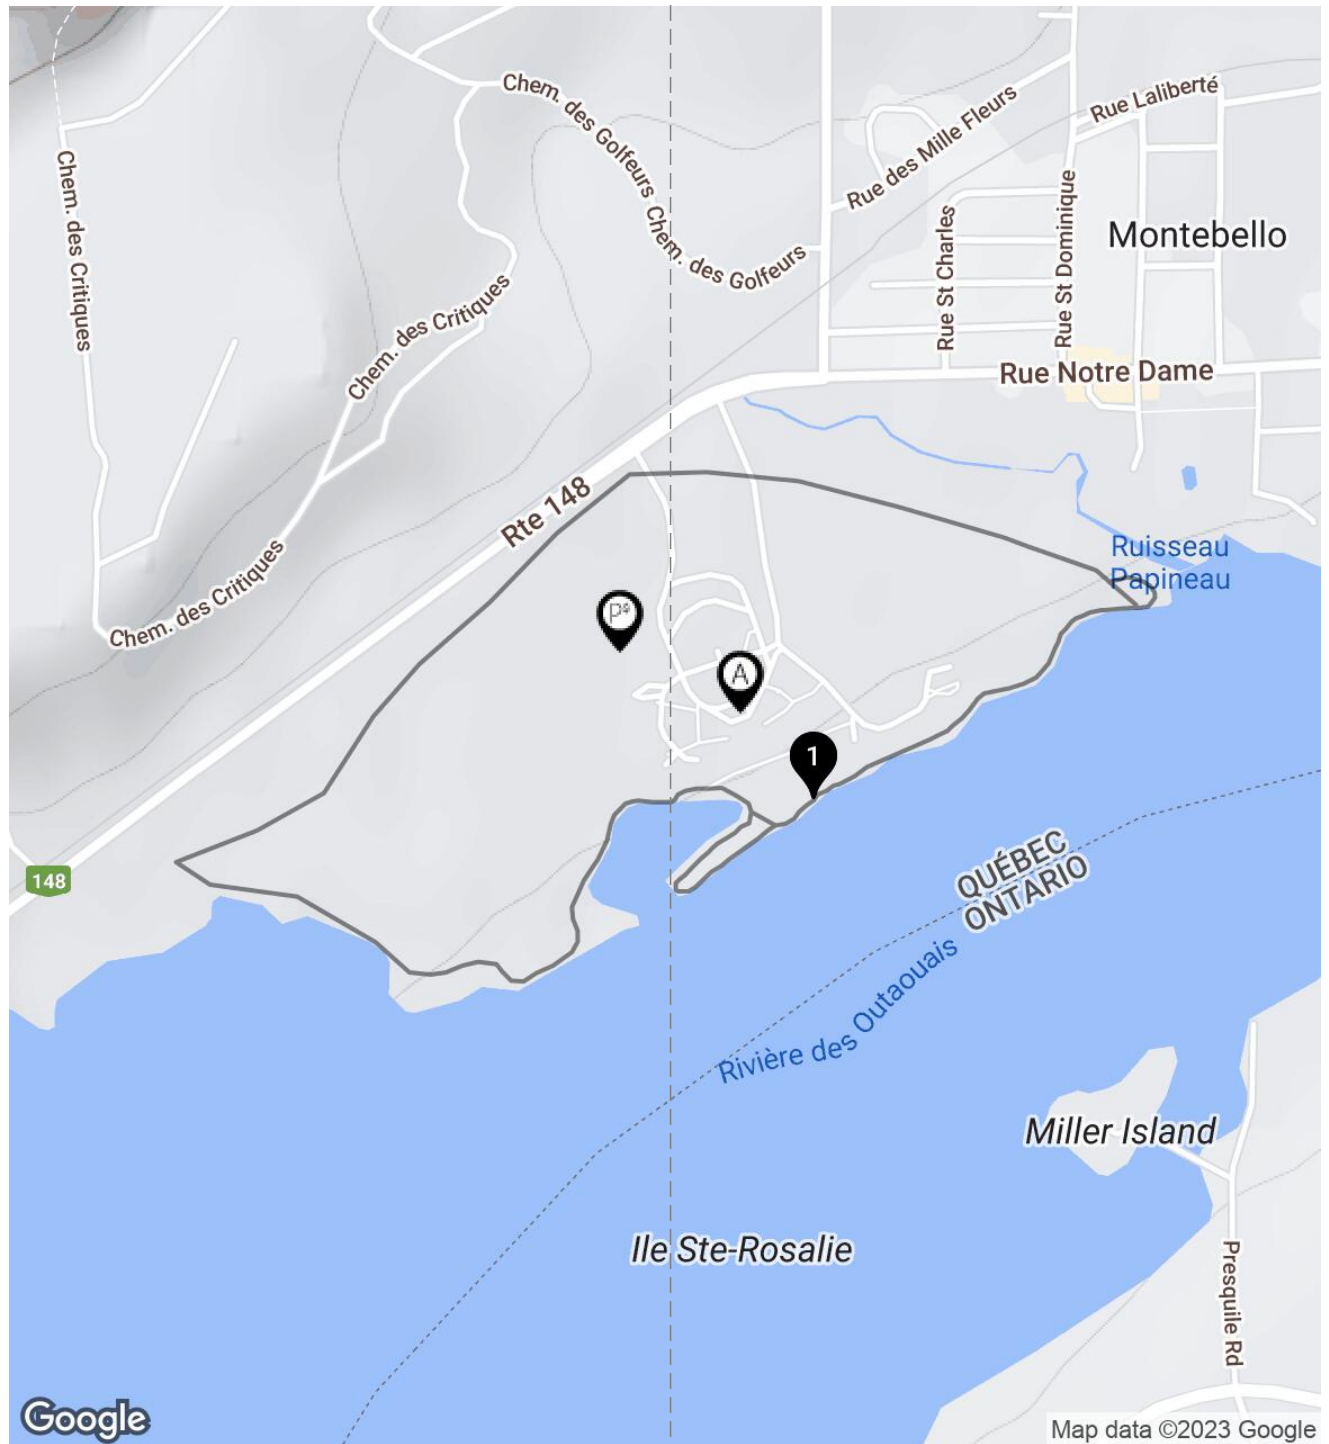 Chem. des Golfeurs
Chem. des Golfeurs
Rue des Mille Fleurs
Rue Laliberté
Chem. des Critiques
Rue St Charles
Rue St Dominique
Montebello
Chem. des Critiques
Rue Notre Dame
Rte 148
Ruisseau
Papineau
Chem. des Critiques
A
1
148
QUÉBEC
ONTARIO
Rivière des Outaouais
Miller Island
Ile Ste-Rosalie
Presquile Rd
Google
Map data ©2023 Google